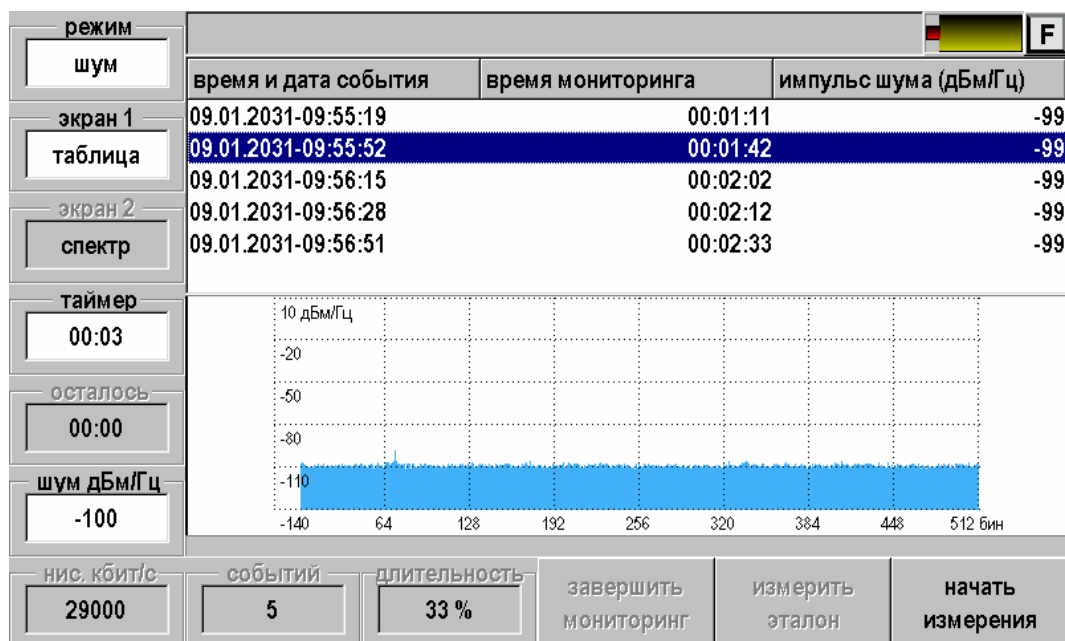 режим
шум
F
время и дата события время мониторинга импульс шума (дБм/Гц)
экран 1
таблица
09.01.2031-09:55:19 00:01:11 -99
09.01.2031-09:55:52 00:01:42 -99
09.01.2031-09:56:15 00:02:02 -99
09.01.2031-09:56:28 00:02:12 -99
09.01.2031-09:56:51 00:02:33 -99
экран 2
спектр
таймер
00:03
осталось
00:00
шум дБм/Гц
-100
10 дБм/Гц
-20
-50
-80
-110
-140 64 128 192 256 320 384 448 512 бин
нис. кбит/с
29000
событий
5
длительность
33 %
завершить
мониторинг
измерить
эталон
начать
измерения